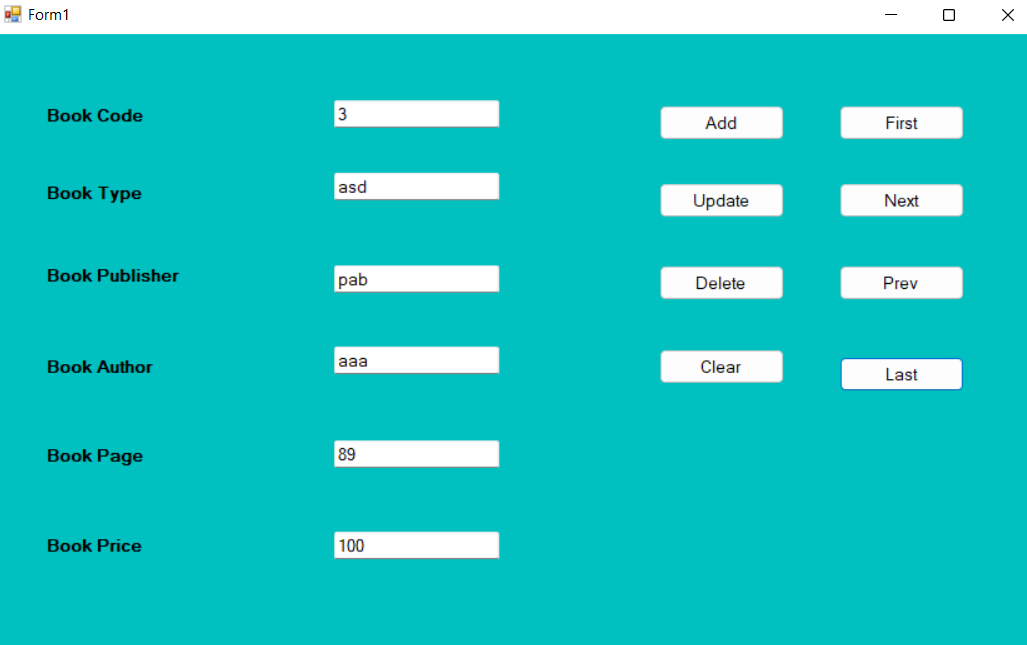 Form1
Book Code 3 Add First
Book Type asd Update Next
Book Publisher pab Delete Prev
Book Author aaa Clear Last
Book Page 89
Book Price 100